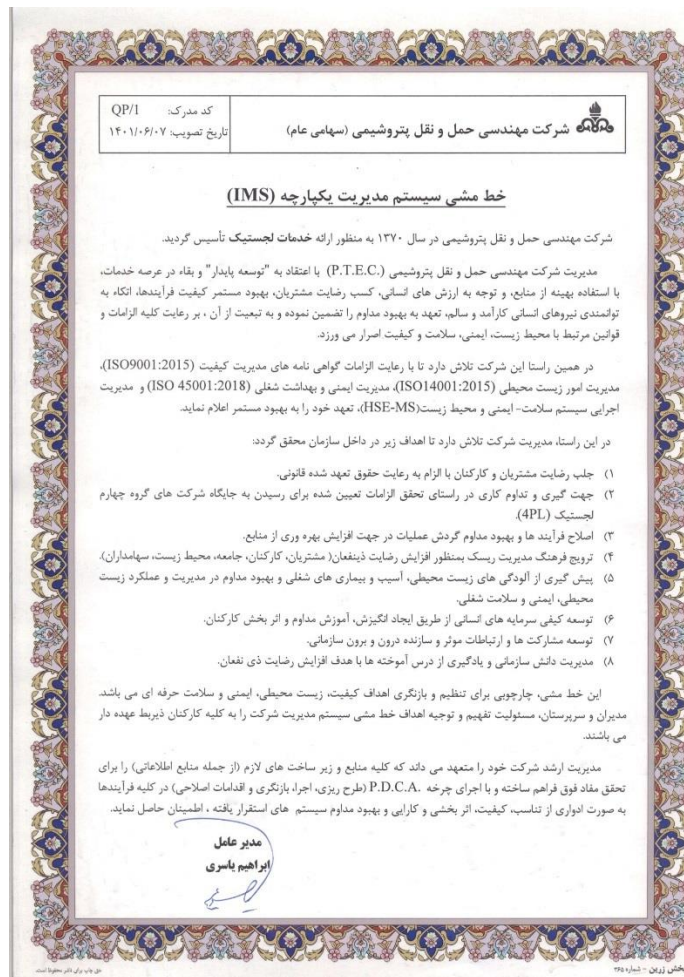 شرکت مهندسی حمل و نقل پتروشیمی (سهامی عام)
کد مدرک: QP/1
تاریخ تصویب: ۱۴۰۱/۰۶/۰۷
خط مشی سیستم مدیریت یکپارچه (IMS)
شرکت مهندسی حمل و نقل پتروشیمی در سال ۱۳۷۰ به منظور ارائه خدمات لجستیک تأسیس گردید.
مدیریت شرکت مهندسی حمل و نقل پتروشیمی (P.T.E.C.) با اعتقاد به "توسعه پایدار" و بقاء در عرصه خدمات،
با استفاده بهینه از منابع، و توجه به ارزش های انسانی، کسب رضایت مشتریان، بهبود مستمر کیفیت فرآیندها، اتکاء به
توانمندی نیروهای انسانی کارآمد و سالم، تعهد به بهبود مداوم را تضمین نموده و به تبعیت از آن ، بر رعایت کلیه الزامات و
قوانین مرتبط با محیط زیست، ایمنی، سلامت و کیفیت اصرار می ورزد.
در همین راستا این شرکت تلاش دارد تا با رعایت الزامات گواهی نامه های مدیریت کیفیت (ISO9001:2015)،
مدیریت امور زیست محیطی (ISO14001:2015)، مدیریت ایمنی و بهداشت شغلی (ISO 45001:2018) و مدیریت
اجرایی سیستم سلامت- ایمنی و محیط زیست(HSE-MS)، تعهد خود را به بهبود مستمر اعلام نماید.
در این راستا، مدیریت شرکت تلاش دارد تا اهداف زیر در داخل سازمان محقق گردد:
۱) جلب رضایت مشتریان و کارکنان با الزام به رعایت حقوق تعهد شده قانونی.
۲) جهت گیری و تداوم کاری در راستای تحقق الزامات تعیین شده برای رسیدن به جایگاه شرکت های گروه چهارم
لجستیک (4PL).
۳) اصلاح فرآیند ها و بهبود مداوم گردش عملیات در جهت افزایش بهره وری از منابع.
۴) ترویج فرهنگ مدیریت ریسک بمنظور افزایش رضایت ذینفعان( مشتریان، کارکنان، جامعه، محیط زیست، سهامداران).
۵) پیش گیری از آلودگی های زیست محیطی، آسیب و بیماری های شغلی و بهبود مداوم در مدیریت و عملکرد زیست
محیطی، ایمنی و سلامت شغلی.
۶) توسعه کیفی سرمایه های انسانی از طریق ایجاد انگیزش، آموزش مداوم و اثر بخش کارکنان.
۷) توسعه مشارکت ها و ارتباطات موثر و سازنده درون و برون سازمانی.
۸) مدیریت دانش سازمانی و یادگیری از درس آموخته ها با هدف افزایش رضایت ذی نفعان.
این خط مشی، چارچوبی برای تنظیم و بازنگری اهداف کیفیت، زیست محیطی، ایمنی و سلامت حرفه ای می باشد.
مدیران و سرپرستان، مسئولیت تفهیم و توجیه اهداف خط مشی سیستم مدیریت شرکت را به کلیه کارکنان ذیربط عهده دار
می باشند.
مدیریت ارشد شرکت خود را متعهد می داند که کلیه منابع و زیر ساخت های لازم (از جمله منابع اطلاعاتی) را برای
تحقق مفاد فوق فراهم ساخته و با اجرای چرخه P.D.C.A. (طرح ریزی، اجرا، بازنگری و اقدامات اصلاحی) در کلیه فرآیندها
به صورت ادواری از تناسب، کیفیت، اثر بخشی و کارایی و بهبود مداوم سیستم های استقرار یافته ، اطمینان حاصل نماید.
مدیر عامل
ابراهیم یاسری
پخش زرین - شماره ۲۶۵
حق چاپ برای ناشر محفوظ است.